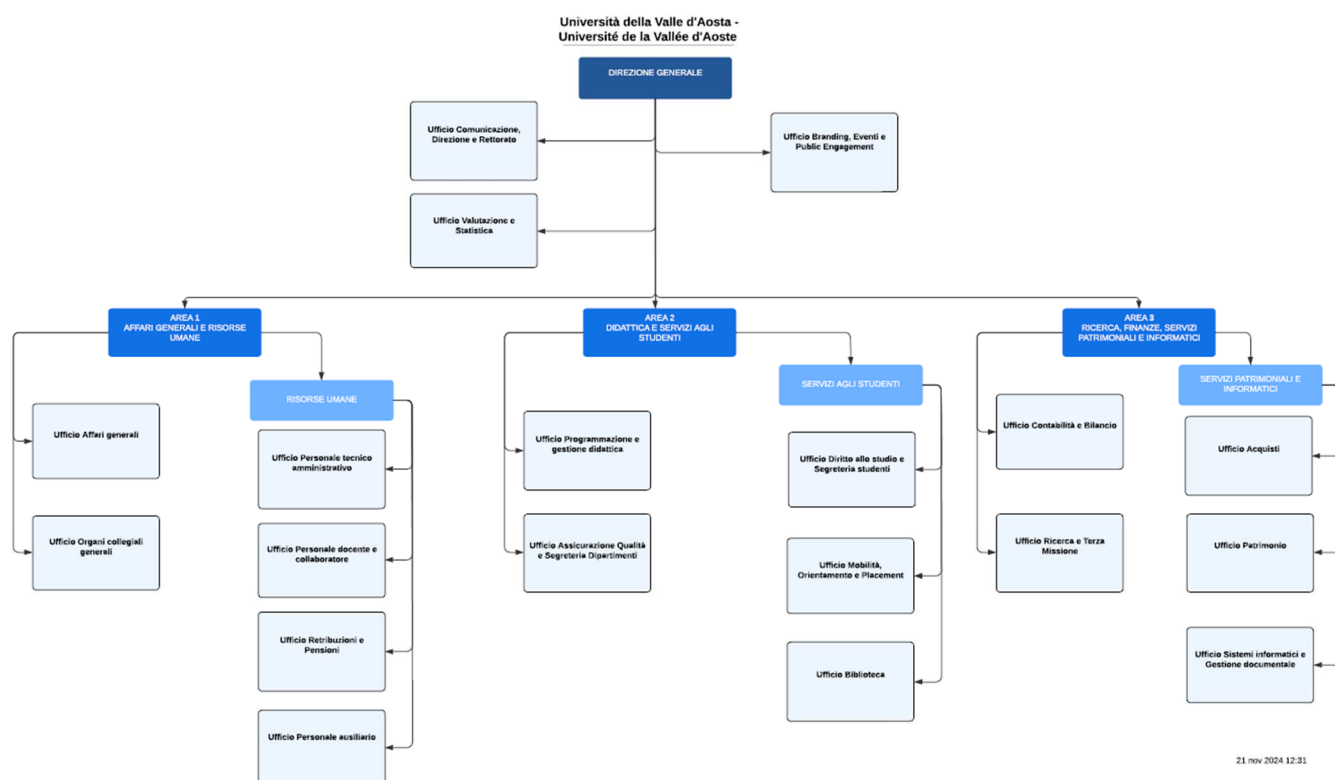 Università della Valle d'Aosta -
Université de la Vallée d'Aoste
DIREZIONE GENERALE
Ufficio Comunicazione,
Direzione e Rettorato
Ufficio Branding, Eventi e
Public Engagement
Ufficio Valutazione e
Statistica
AREA 1
AFFARI GENERALI E RISORSE
UMANE
Ufficio Affari generali
Ufficio Organi collegiali
generali
RISORSE UMANE
Ufficio Personale tecnico
amministrativo
Ufficio Personale docente e
collaboratore
Ufficio Retribuzioni e
Pensioni
Ufficio Personale ausiliario
AREA 2
DIDATTICA E SERVIZI AGLI
STUDENTI
Ufficio Programmazione e
gestione didattica
Ufficio Assicurazione Qualità
e Segreteria Dipartimenti
SERVIZI AGLI STUDENTI
Ufficio Diritto allo studio e
Segreteria studenti
Ufficio Mobilità,
Orientamento e Placement
Ufficio Biblioteca
AREA 3
RICERCA, FINANZE, SERVIZI
PATRIMONIALI E INFORMATICI
Ufficio Contabilità e Bilancio
Ufficio Ricerca e Terza
Missione
SERVIZI PATRIMONIALI E
INFORMATICI
Ufficio Acquisti
Ufficio Patrimonio
Ufficio Sistemi informatici e
Gestione documentale
21 nov 2024 12:31